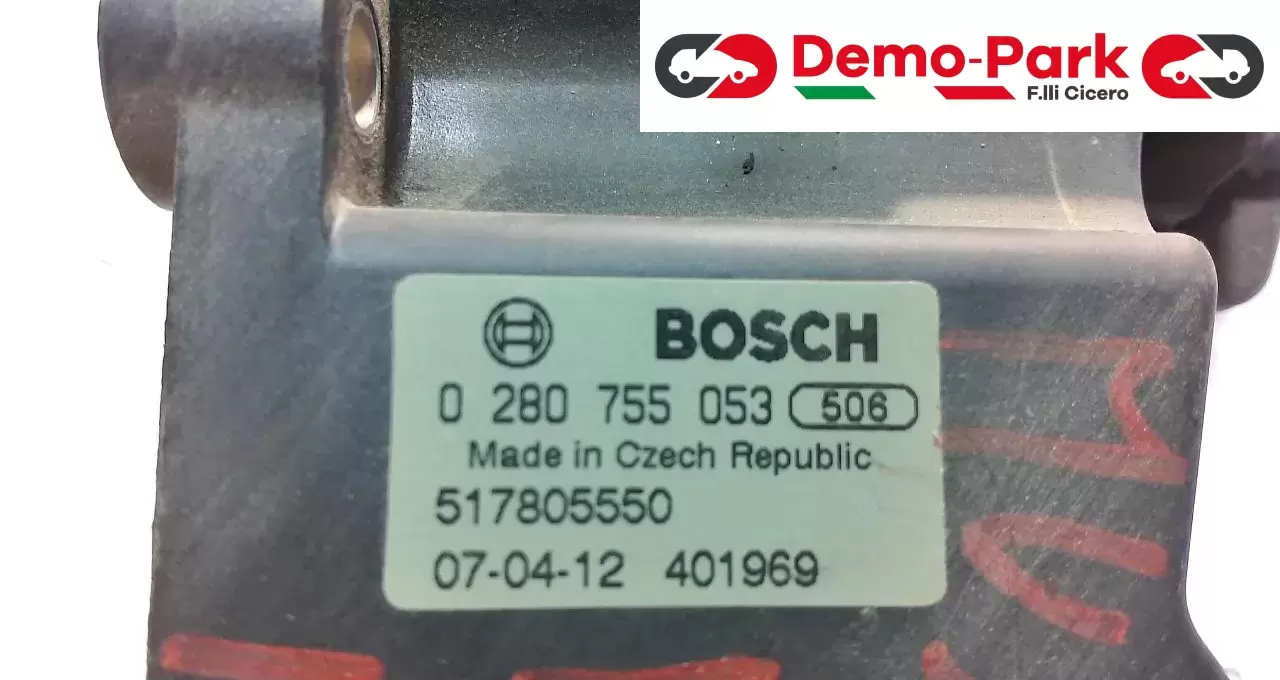 Demo-Park
F.lli Cicero
BOSCH
0 280 755 053 506
Made in Czech Republic
517805550
07-04-12 401969